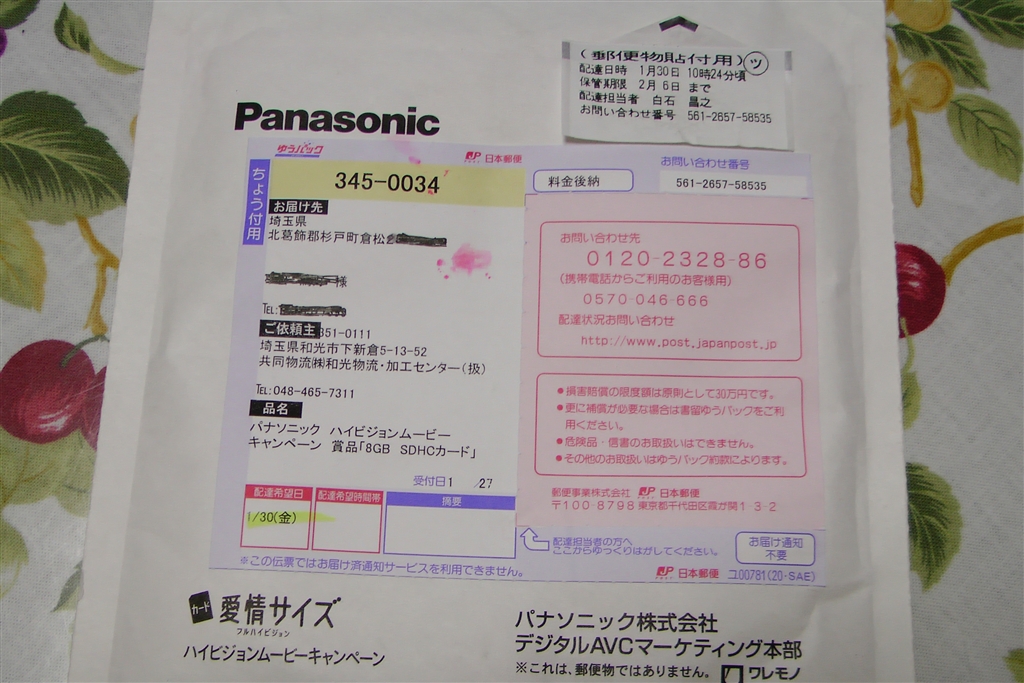 (郵便物貼付用) ツ
配達日時 1月30日 10時24分頃
保管期限 2月 6日 まで
配達担当者 白石 昌之
お問い合わせ番号 561-2657-58535
Panasonic
ゆうパック
JP 日本郵便
お問い合わせ番号
ちょう付用
345-0034
料金後納
561-2657-58535
お届け先
埼玉県
北葛飾郡杉戸町倉松
様
TEL:
ご依頼主 351-0111
埼玉県和光市下新倉5-13-52
共同物流㈱和光物流・加工センター(扱)
TEL:048-465-7311
品名
パナソニック ハイビジョンムービー
キャンペーン 賞品「8GB SDHCカード」
受付日 1 /27
配達希望日 配達希望時間帯 摘要
1/30(金)
※この伝票ではお届け済通知サービスを利用できません。
お問い合わせ先
0120-2328-86
(携帯電話からご利用のお客様用)
0570-046-666
配達状況お問い合わせ
http://www.post.japanpost.jp
●損害賠償の限度額は原則として30万円です。
●更に補償が必要な場合は書留ゆうパックをご利
用ください。
●危険品・信書のお取扱いはできません。
●その他のお取扱いはゆうパック約款によります。
郵便事業株式会社 JP 日本郵便
〒100-8798 東京都千代田区霞が関1-3-2
配達担当者の方へ
ここからゆっくりはがしてください。
お届け通知
不要
JP 日本郵便 ユ00781(20-SAE)
カード 愛情サイズ
フルハイビジョン
ハイビジョンムービーキャンペーン
パナソニック株式会社
デジタルAVCマーケティング本部
※これは、郵便物ではありません。 ワレモノ